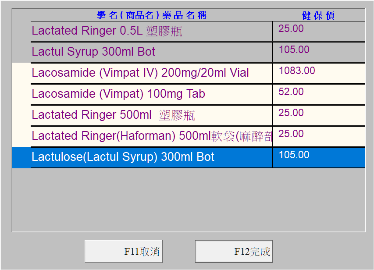 學名(商品名)藥品名稱 健保價
Lactated Ringer 0.5L 塑膠瓶 25.00
Lactul Syrup 300ml Bot 105.00
Lacosamide (Vimpat IV) 200mg/20ml Vial 1083.00
Lacosamide (Vimpat) 100mg Tab 52.00
Lactated Ringer 500ml 塑膠瓶 25.00
Lactated Ringer(Haforman) 500ml軟袋(麻醉部 25.00
Lactulose(Lactul Syrup) 300ml Bot 105.00
F11取消 F12完成